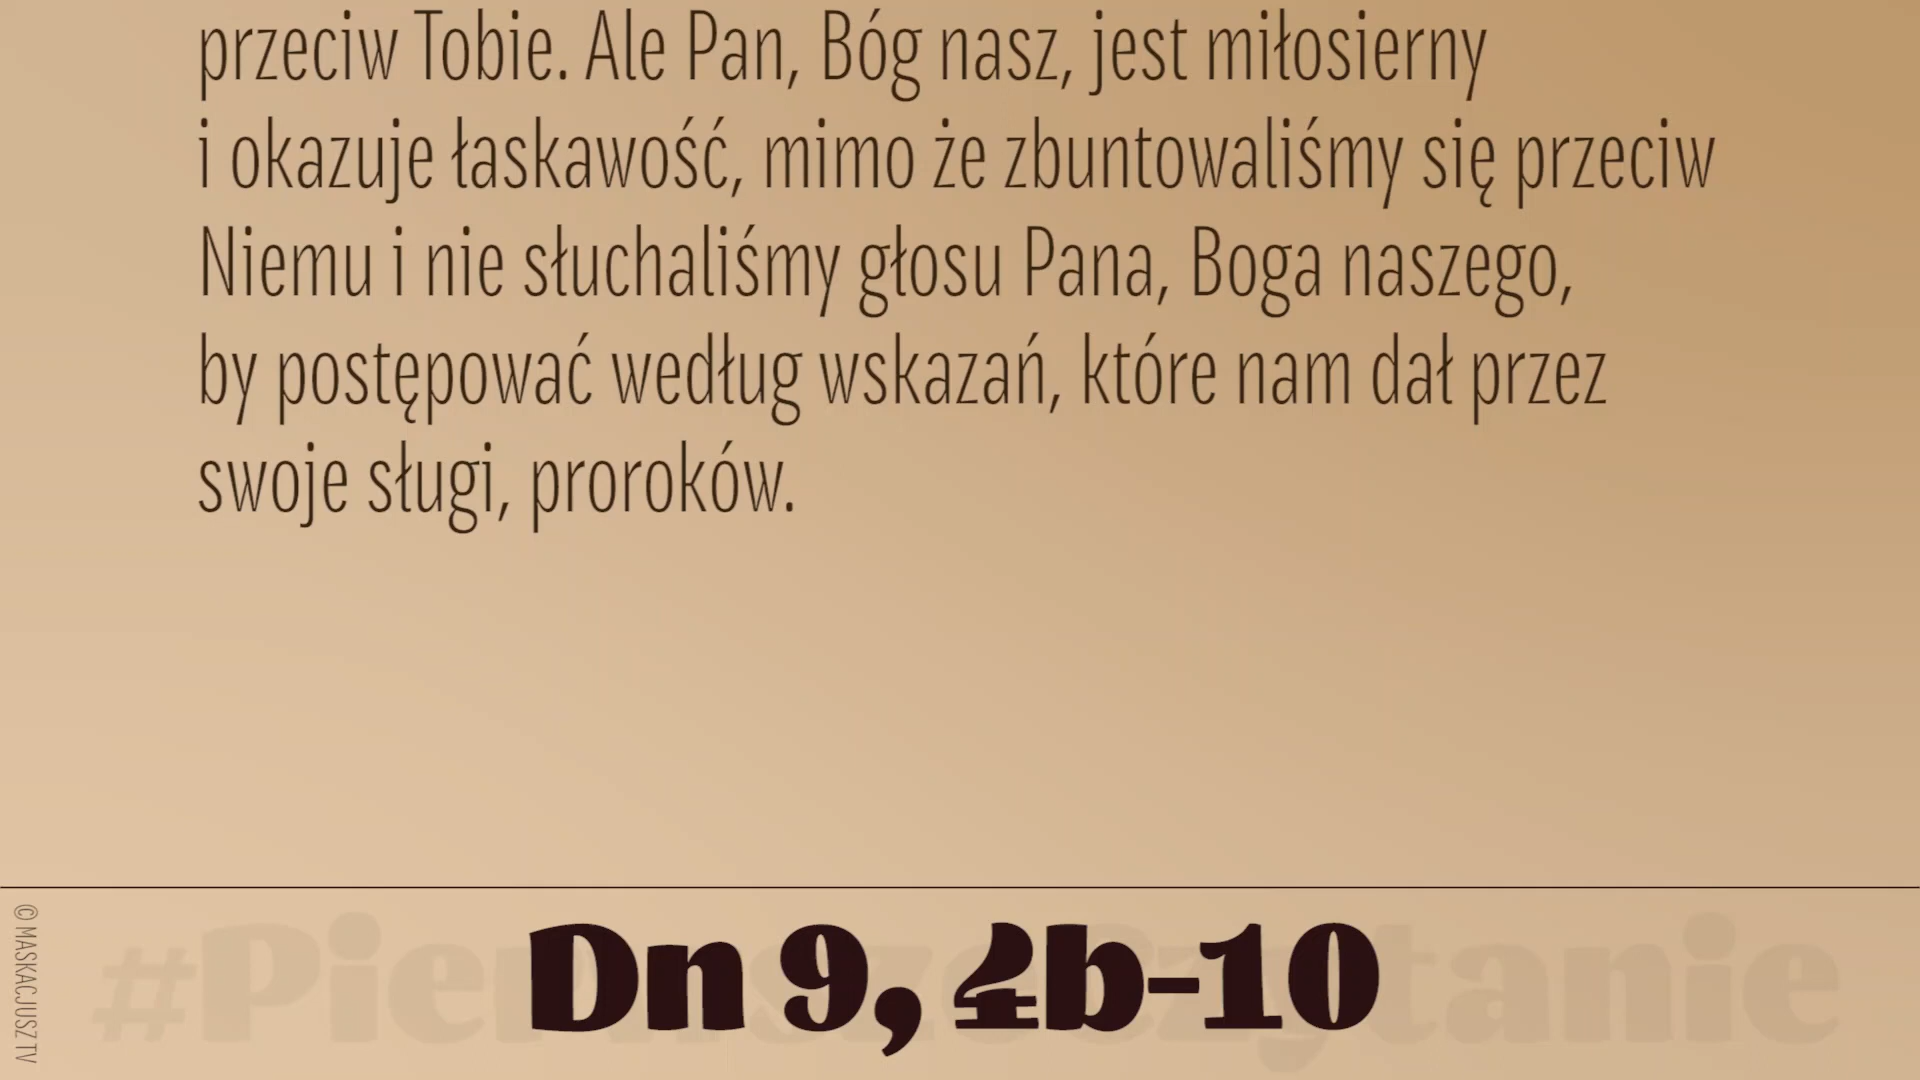 przeciw Tobie. Ale Pan, Bóg nasz, jest miłosierny
i okazuje łaskawość, mimo że zbuntowaliśmy się przeciw
Niemu i nie słuchaliśmy głosu Pana, Boga naszego,
by postępować według wskazań, które nam dał przez
swoje sługi, proroków.
#PierwszeCzytanie
Dn 9, 4b-10
© MASKACJUSZ TV